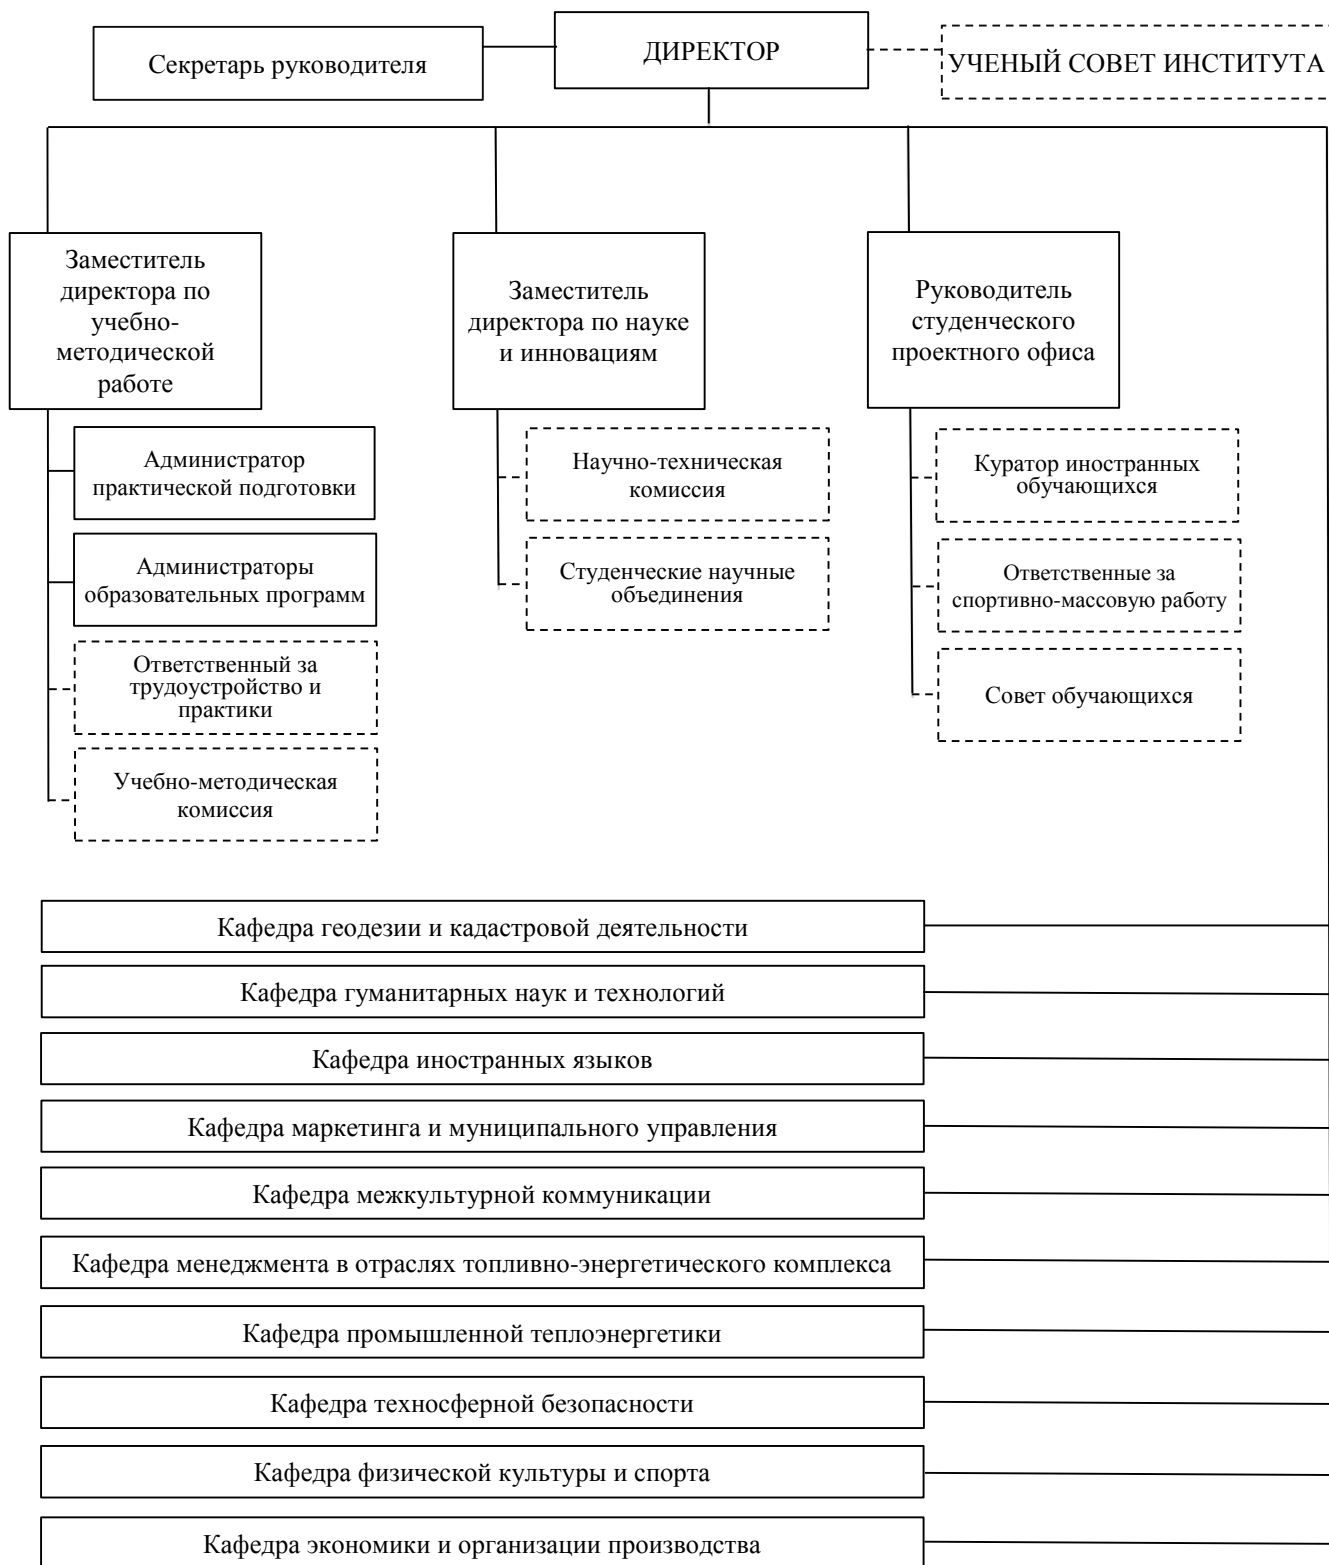 Секретарь руководителя
ДИРЕКТОР
УЧЕНЫЙ СОВЕТ ИНСТИТУТА
Заместитель
директора по
учебно-
методической
работе
Заместитель
директора по науке
и инновациям
Руководитель
студенческого
проектного офиса
Администратор
практической подготовки
Администраторы
образовательных программ
Ответственный за
трудоустройство и
практики
Учебно-методическая
комиссия
Научно-техническая
комиссия
Студенческие научные
объединения
Куратор иностранных
обучающихся
Ответственные за
спортивно-массовую работу
Совет обучающихся
Кафедра геодезии и кадастровой деятельности
Кафедра гуманитарных наук и технологий
Кафедра иностранных языков
Кафедра маркетинга и муниципального управления
Кафедра межкультурной коммуникации
Кафедра менеджмента в отраслях топливно-энергетического комплекса
Кафедра промышленной теплоэнергетики
Кафедра техносферной безопасности
Кафедра физической культуры и спорта
Кафедра экономики и организации производства